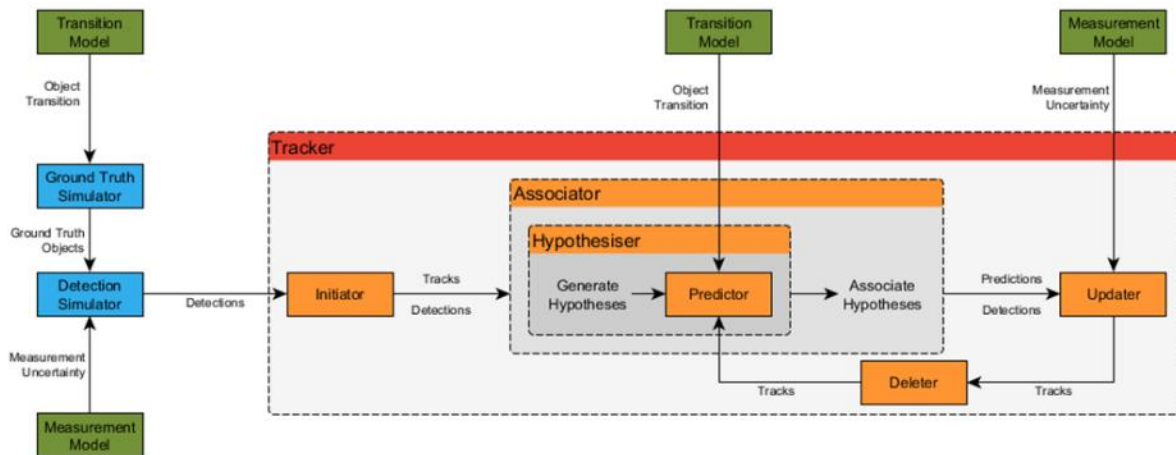 Transition
Model
Transition
Model
Measurement
Model
Object
Transition
Object
Transition
Measurement
Uncertainty
Tracker
Ground Truth
Simulator
Associator
Ground Truth
Objects
Hypothesiser
Detection
Simulator
Detections
Initiator
Tracks
Detections
Generate
Hypotheses
Predictor
Associate
Hypotheses
Predictions
Detections
Updater
Measurement
Uncertainty
Tracks
Deleter
Tracks
Measurement
Model